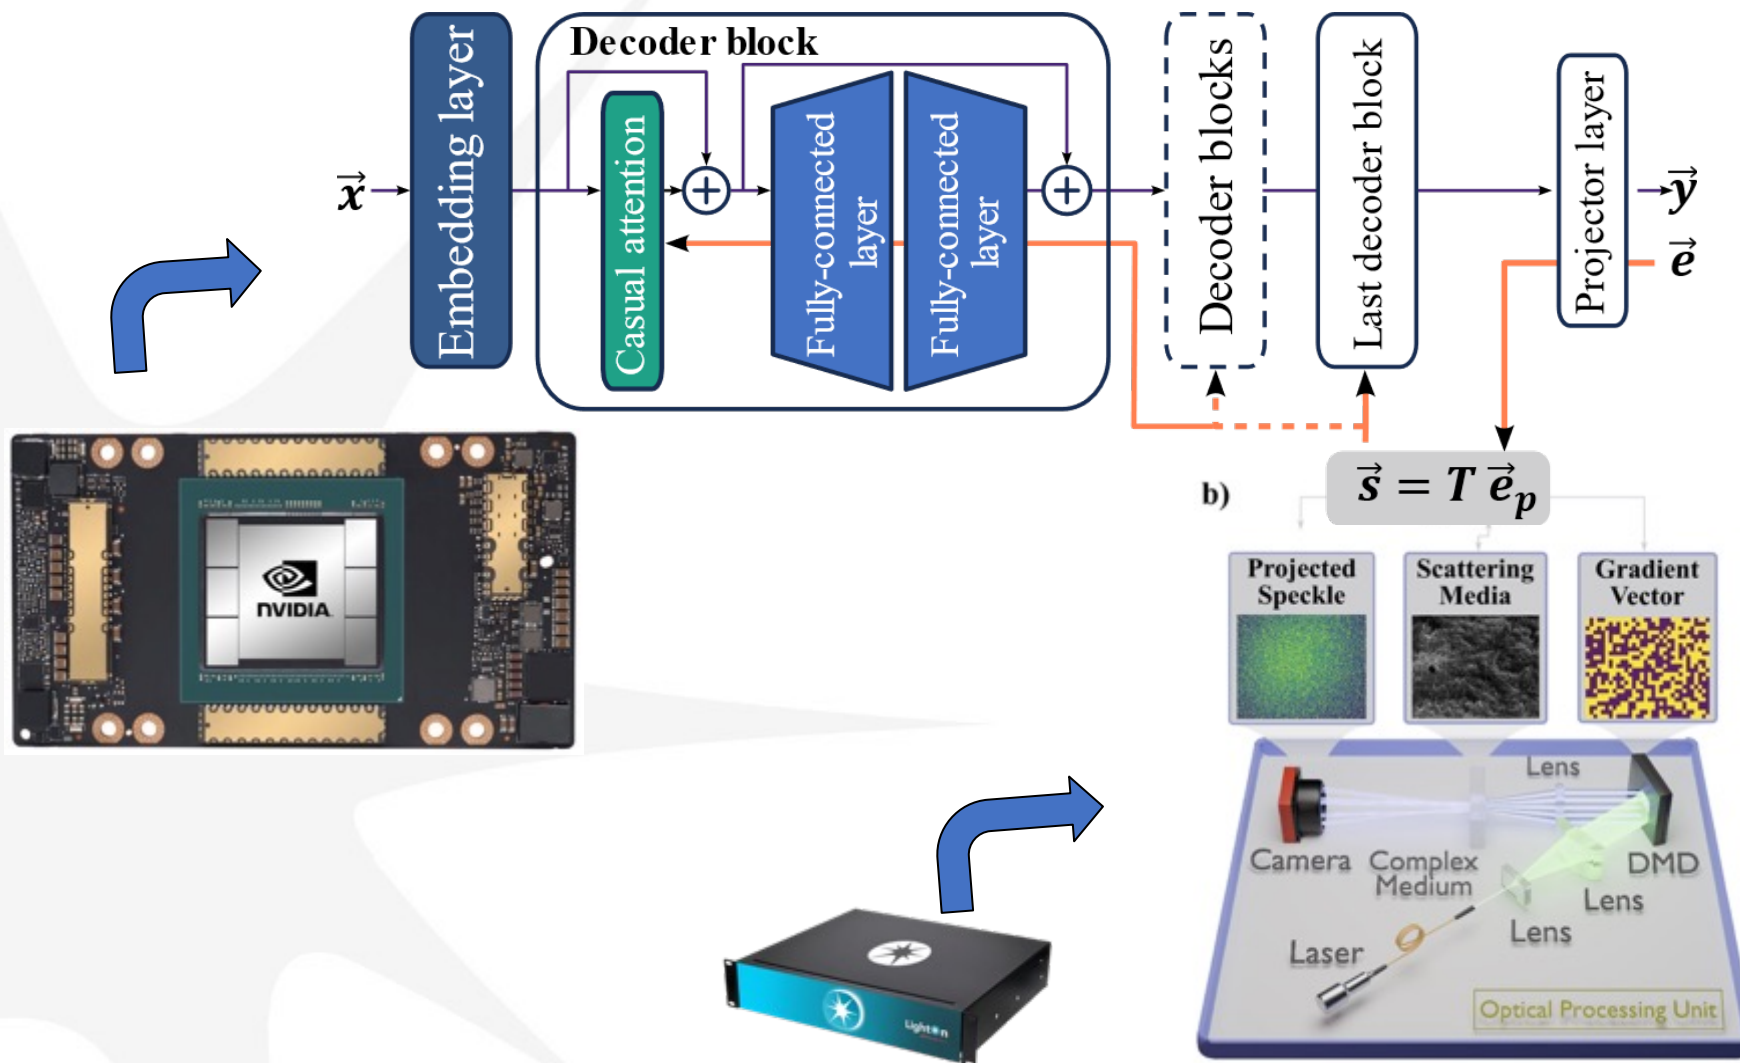 Decoder block
x⃗
Embedding layer
Casual attention
+
Fully-connected
layer
Fully-connected
layer
+
Decoder blocks
Last decoder block
Projector layer
y⃗
e⃗
b)
s⃗ = T e⃗ₚ
Projected
Speckle
Scattering
Media
Gradient
Vector
NVIDIA
Lens
Camera
Complex
Medium
DMD
Lens
Lens
Laser
Optical Processing Unit
LightOn